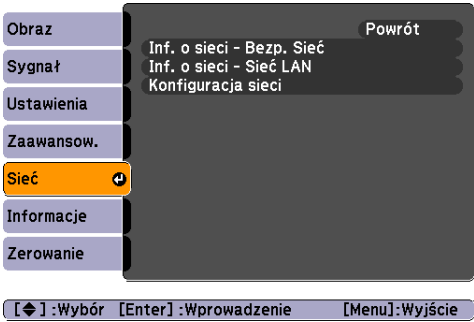 Obraz
Sygnał
Ustawienia
Zaawansow.
Sieć
Informacje
Zerowanie
Powrót
Inf. o sieci - Bezp. Sieć
Inf. o sieci - Sieć LAN
Konfiguracja sieci
[◆] :Wybór [Enter] :Wprowadzenie [Menu]:Wyjście